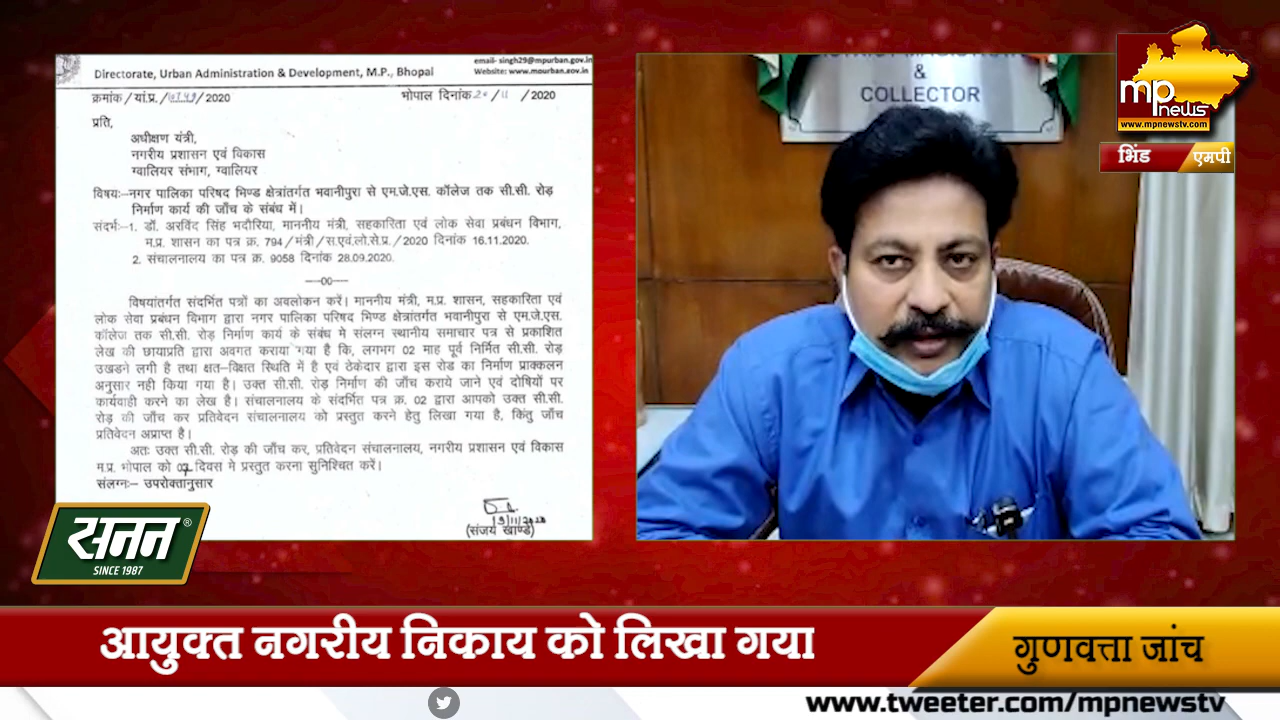 Directorate, Urban Administration & Development, M.P., Bhopal
email- singh29@mpurban.gov.in
Website: www.mpurban.gov.in
क्रमांक/यां.प्र./ /2020
भोपाल दिनांक 20/11 /2020
प्रति,
अधीक्षण यंत्री,
नगरीय प्रशासन एवं विकास
ग्वालियर संभाग, ग्वालियर
विषयः–नगर पालिका परिषद भिण्ड क्षेत्रांतर्गत भवानीपुरा से एम.जे.एस. कॉलेज तक सी.सी. रोड़
निर्माण कार्य की जॉंच के संबंध में।
संदर्भः–1. डॉ. अरविंद सिंह भदौरिया, माननीय मंत्री, सहकारिता एवं लोक सेवा प्रबंधन विभाग,
म.प्र. शासन का पत्र क्र. 794/मंत्री/स.एवं.लो.से.प्र./2020 दिनांक 16.11.2020.
2. संचालनालय का पत्र क्र. 9058 दिनांक 28.09.2020.
—00—
विषयांतर्गत संदर्भित पत्रों का अवलोकन करें। माननीय मंत्री, म.प्र. शासन, सहकारिता एवं
लोक सेवा प्रबंधन विभाग द्वारा नगर पालिका परिषद भिण्ड क्षेत्रांतर्गत भवानीपुरा से एम.जे.एस.
कॉलेज तक सी.सी. रोड़ निर्माण कार्य के संबंध मे संलग्न स्थानीय समाचार पत्र से प्रकाशित
लेख की छायाप्रति द्वारा अवगत कराया गया है कि, लगभग 02 माह पूर्व निर्मित सी.सी. रोड़
उखडने लगी है तथा क्षत–विक्षत स्थिति में है एवं ठेकेदार द्वारा इस रोड का निर्माण प्राक्कलन
अनुसार नही किया गया है। उक्त सी.सी. रोड़ निर्माण की जॉंच कराये जाने एवं दोषियों पर
कार्यवाही करने का लेख है। संचालनालय के संदर्भित पत्र क्र. 02 द्वारा आपको उक्त सी.सी.
रोड़ की जॉंच कर प्रतिवेदन संचालनालय को प्रस्तुत करने हेतु लिखा गया है, किंतु जॉंच
प्रतिवेदन अप्राप्त है।
अतः उक्त सी.सी. रोड़ की जॉंच कर, प्रतिवेदन संचालनालय, नगरीय प्रशासन एवं विकास
म.प्र. भोपाल को 07 दिवस मे प्रस्तुत करना सुनिश्चित करें।
संलग्नः– उपरोक्तानुसार
19/11/2020
(संजय खाण्डे)
&
COLLECTOR
mp news
www.mpnewstv.com
भिंड एमपी
सनन®
SINCE 1987
आयुक्त नगरीय निकाय को लिखा गया
गुणवत्ता जांच
www.tweeter.com/mpnewstv